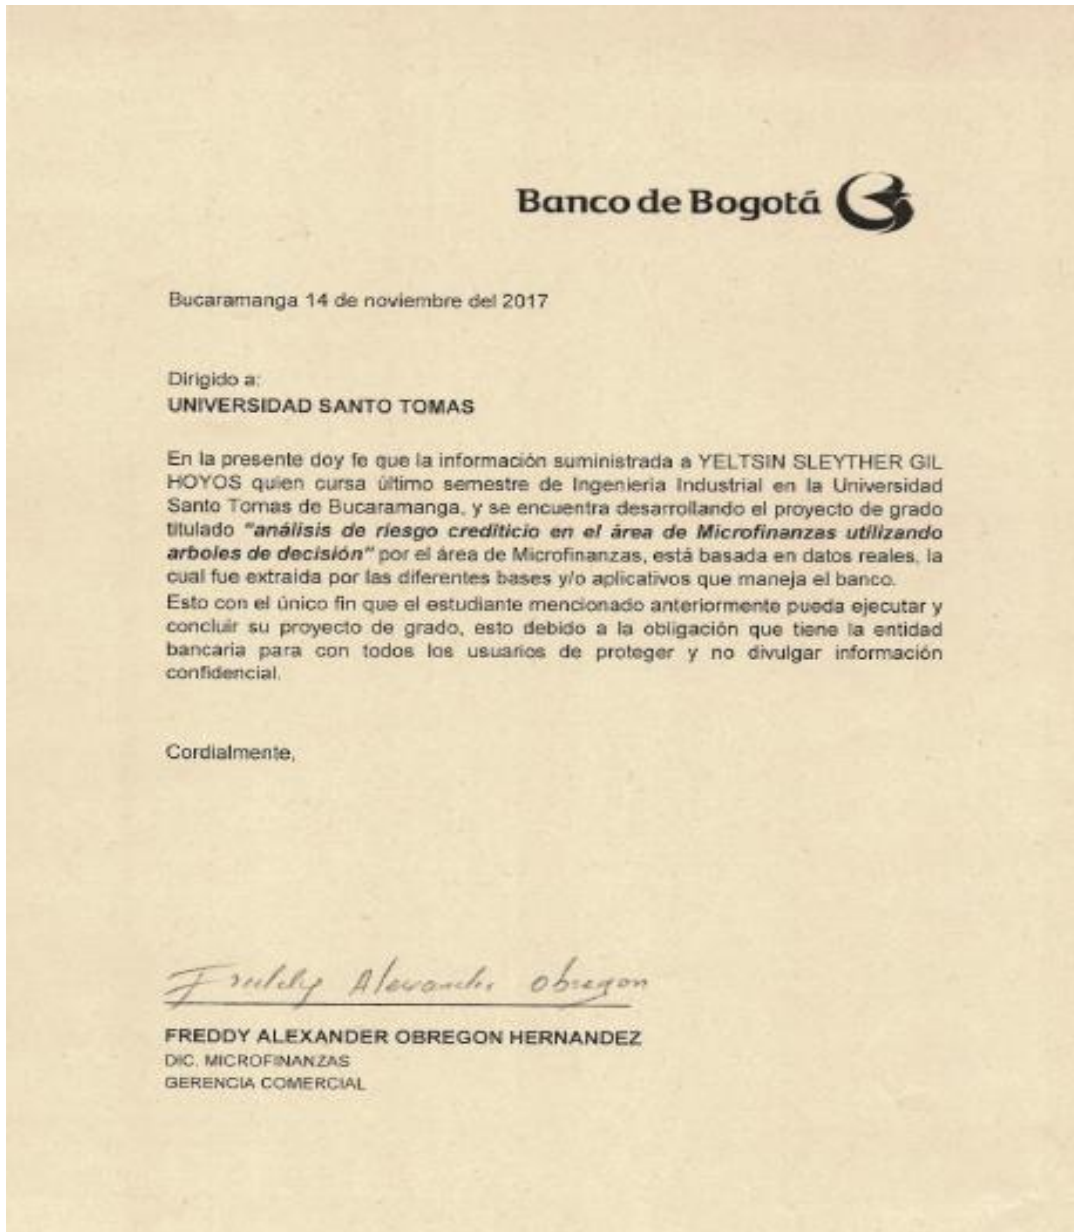 Banco de Bogotá
Bucaramanga 14 de noviembre del 2017
Dirigido a:
UNIVERSIDAD SANTO TOMAS
En la presente doy fe que la información suministrada a YELTSIN SLEYTHER GIL
HOYOS quien cursa último semestre de Ingenieria Industrial en la Universidad
Santo Tomas de Bucaramanga, y se encuentra desarrollando el proyecto de grado
titulado "análisis de riesgo crediticio en el área de Microfinanzas utilizando
arboles de decisión" por el área de Microfinanzas, está basada en datos reales, la
cual fue extraida por las diferentes bases y/o aplicativos que maneja el banco.
Esto con el único fin que el estudiante mencionado anteriormente pueda ejecutar y
concluir su proyecto de grado, esto debido a la obligación que tiene la entidad
bancaria para con todos los usuarios de proteger y no divulgar información
confidencial.
Cordialmente,
Freddy Alexander Obregon
FREDDY ALEXANDER OBREGON HERNANDEZ
DIC. MICROFINANZAS
GERENCIA COMERCIAL